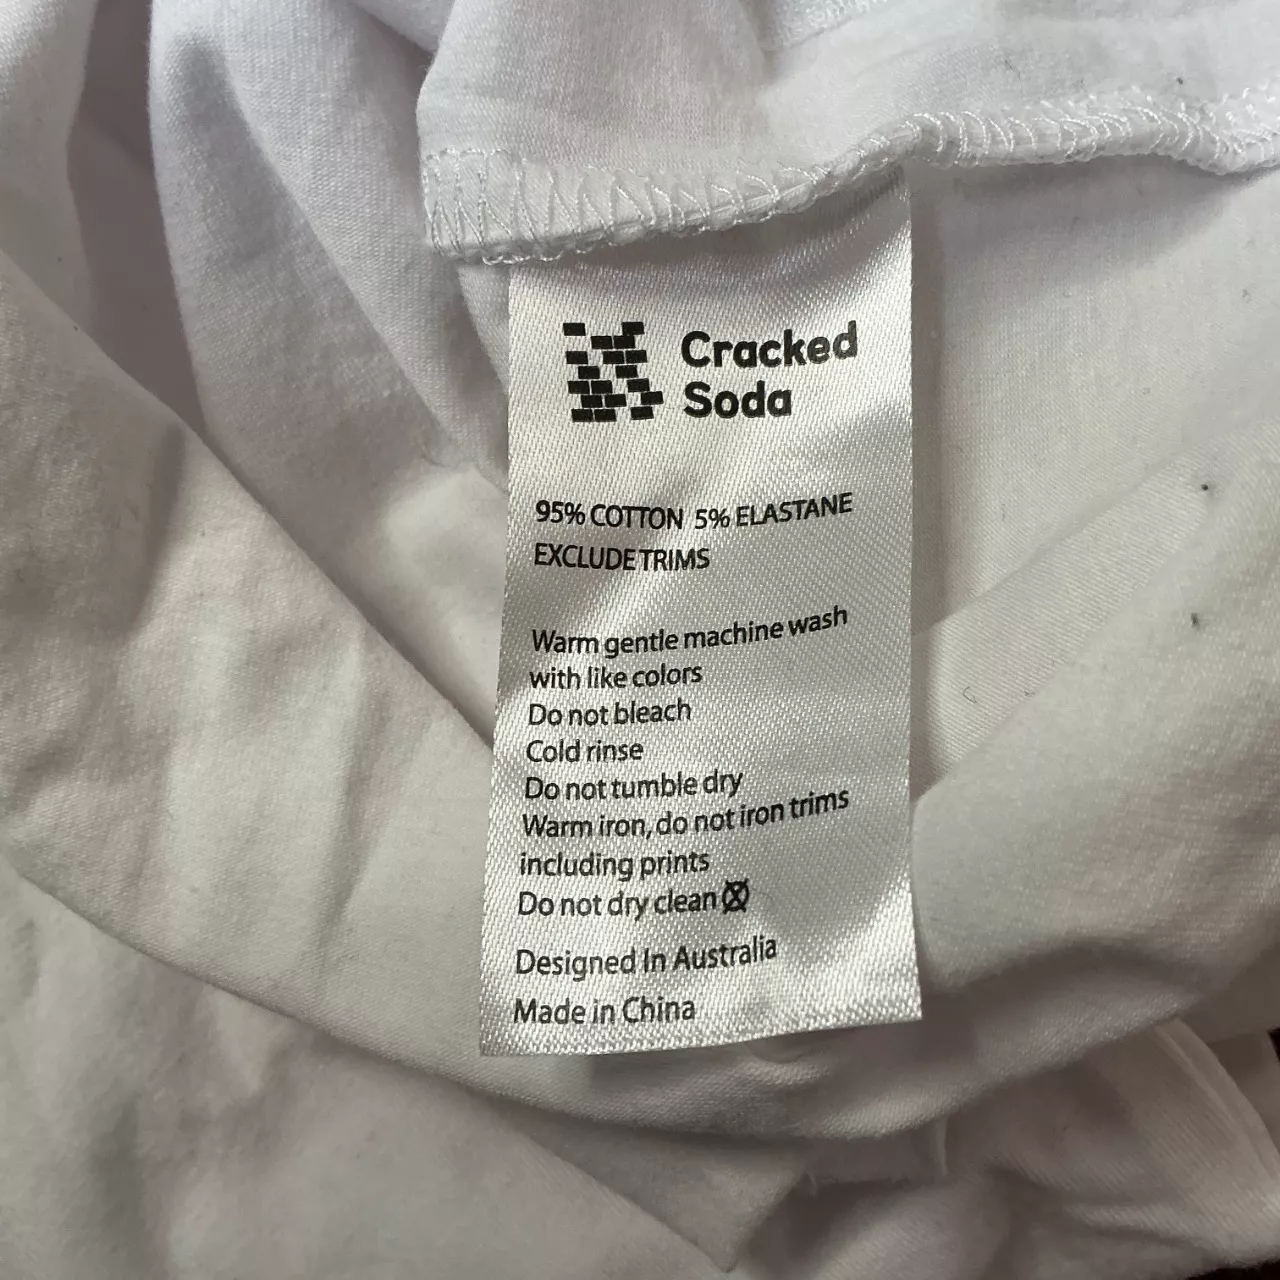 Cracked
Soda
95% COTTON 5% ELASTANE
EXCLUDE TRIMS
Warm gentle machine wash
with like colors
Do not bleach
Cold rinse
Do not tumble dry
Warm iron, do not iron trims
including prints
Do not dry clean
Designed In Australia
Made in China